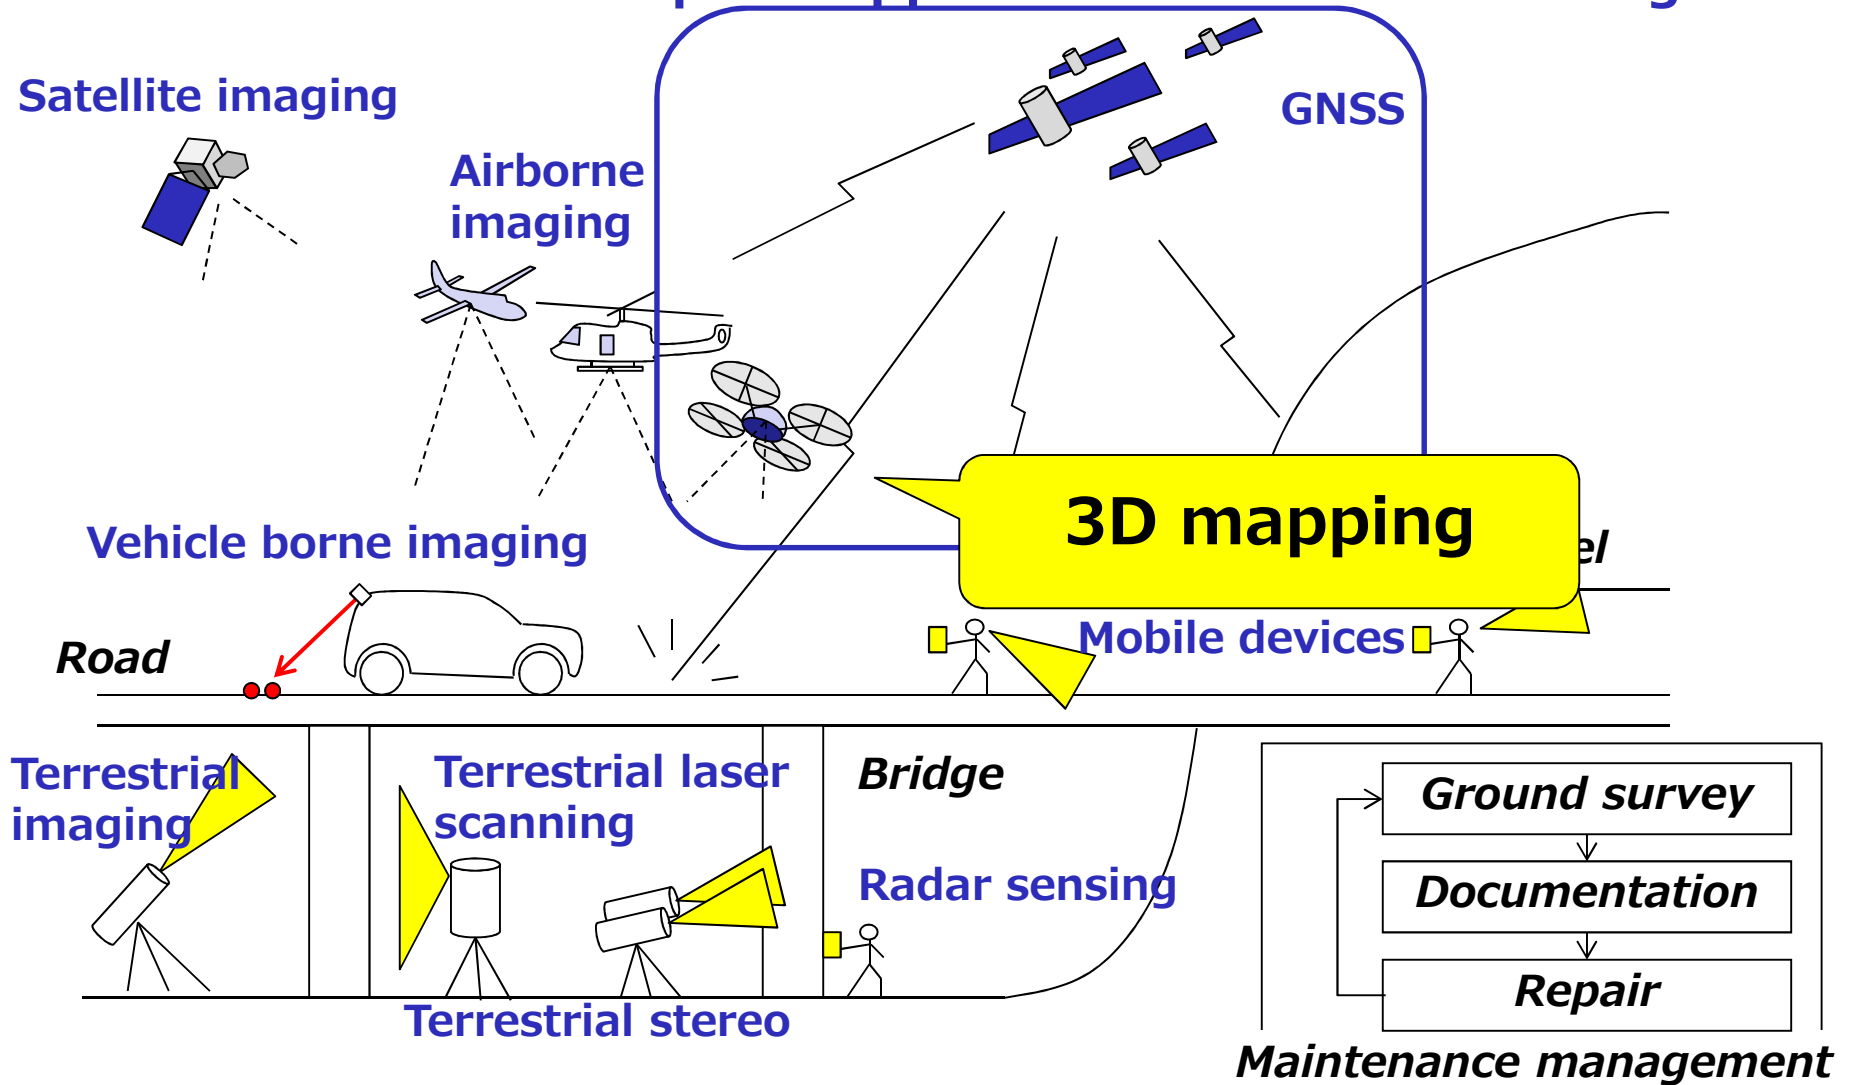 Satellite imaging
GNSS
Airborne
imaging
3D mapping
Vehicle borne imaging
Mobile devices
Road
Terrestrial
imaging
Terrestrial laser
scanning
Bridge
Radar sensing
Terrestrial stereo
Ground survey
Documentation
Repair
Maintenance management